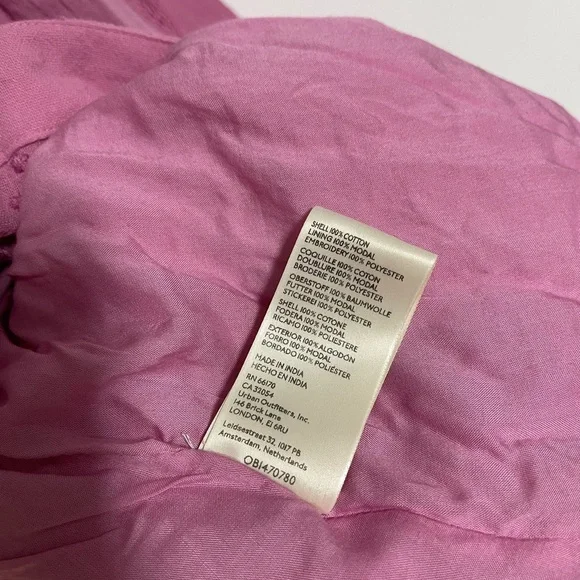 SHELL 100% COTTON
LINING 100% MODAL
EMBROIDERY 100% POLYESTER
COQUILLE 100% COTON
DOUBLURE 100% MODAL
BRODERIE 100% POLYESTER
OBERSTOFF 100% BAUMWOLLE
FUTTER 100% MODAL
STICKEREI 100% POLYESTER
SHELL 100% COTONE
FODERA 100% MODAL
RICAMO 100% POLIESTERE
EXTERIOR 100% ALGODÓN
FORRO 100% MODAL
BORDADO 100% POLIÉSTER
MADE IN INDIA
HECHO EN INDIA
RN 66170
CA 32054
Urban Outfitters, Inc.
146 Brick Lane
LONDON, E1 6RU
Leidsestreat 32, 1017 PB
Amsterdam, Netherlands
OB1470780